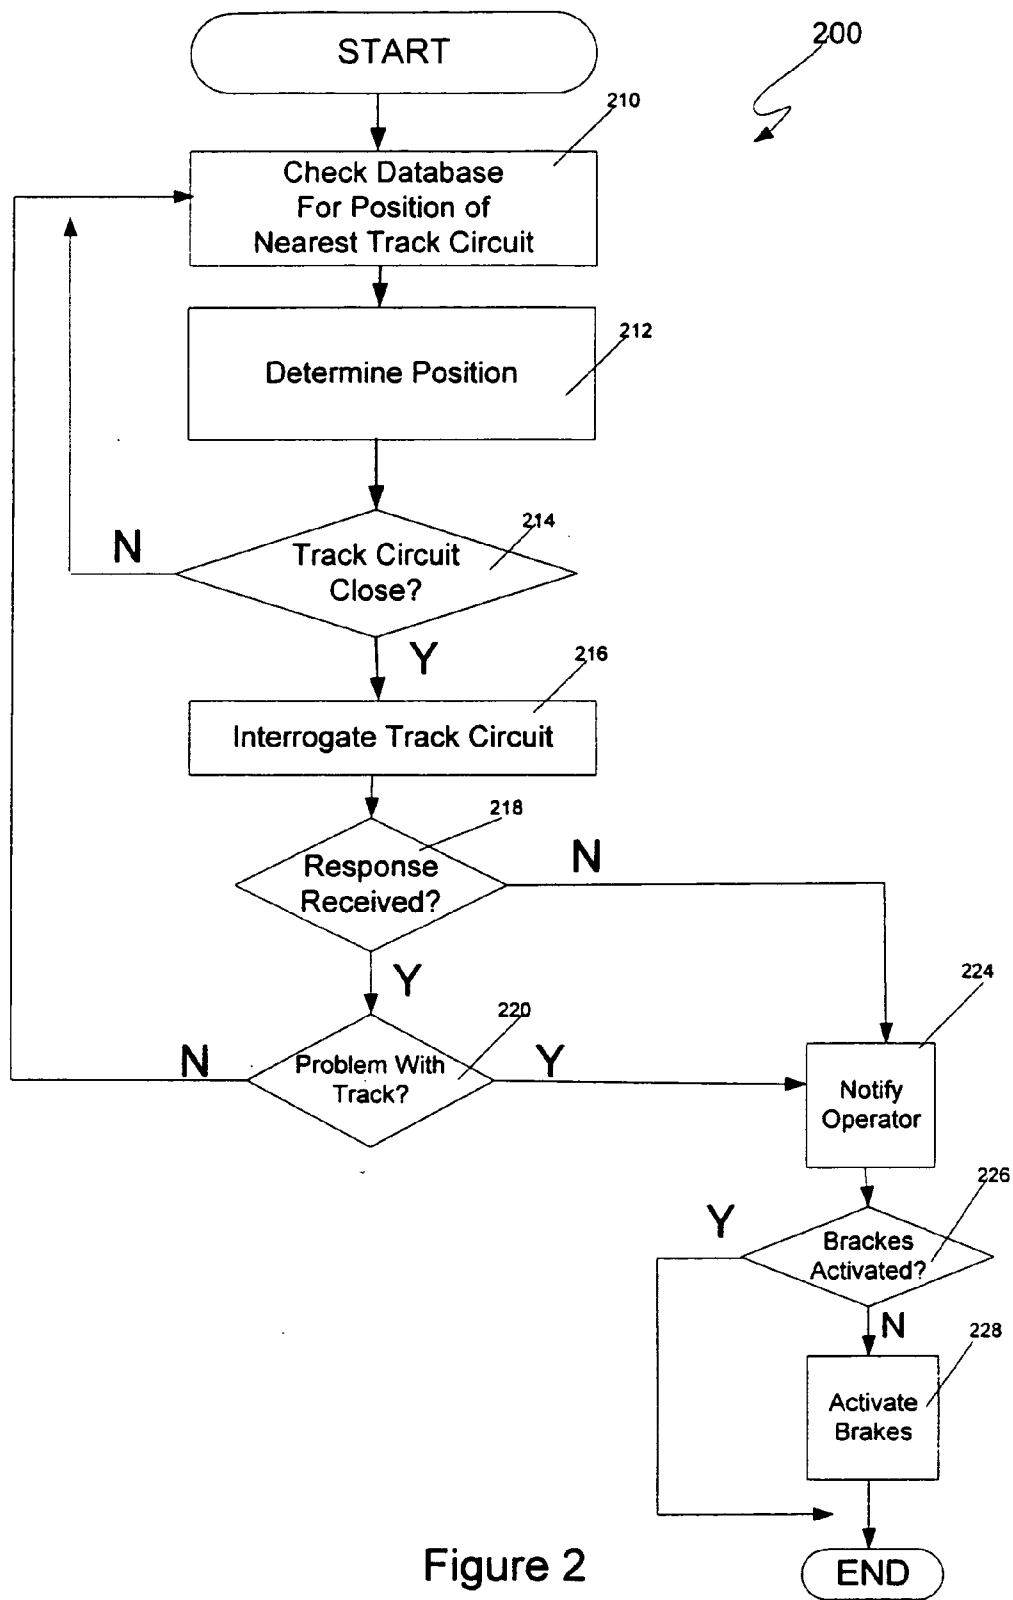 START
200
210
Check Database
For Position of
Nearest Track Circuit
212
Determine Position
214
N
Track Circuit
Close?
Y
216
Interrogate Track Circuit
218
Response
Received?
N
Y
220
224
N
Problem With
Track?
Y
Notify
Operator
226
Y
Brackes
Activated?
N
228
Activate
Brakes
END
Figure 2